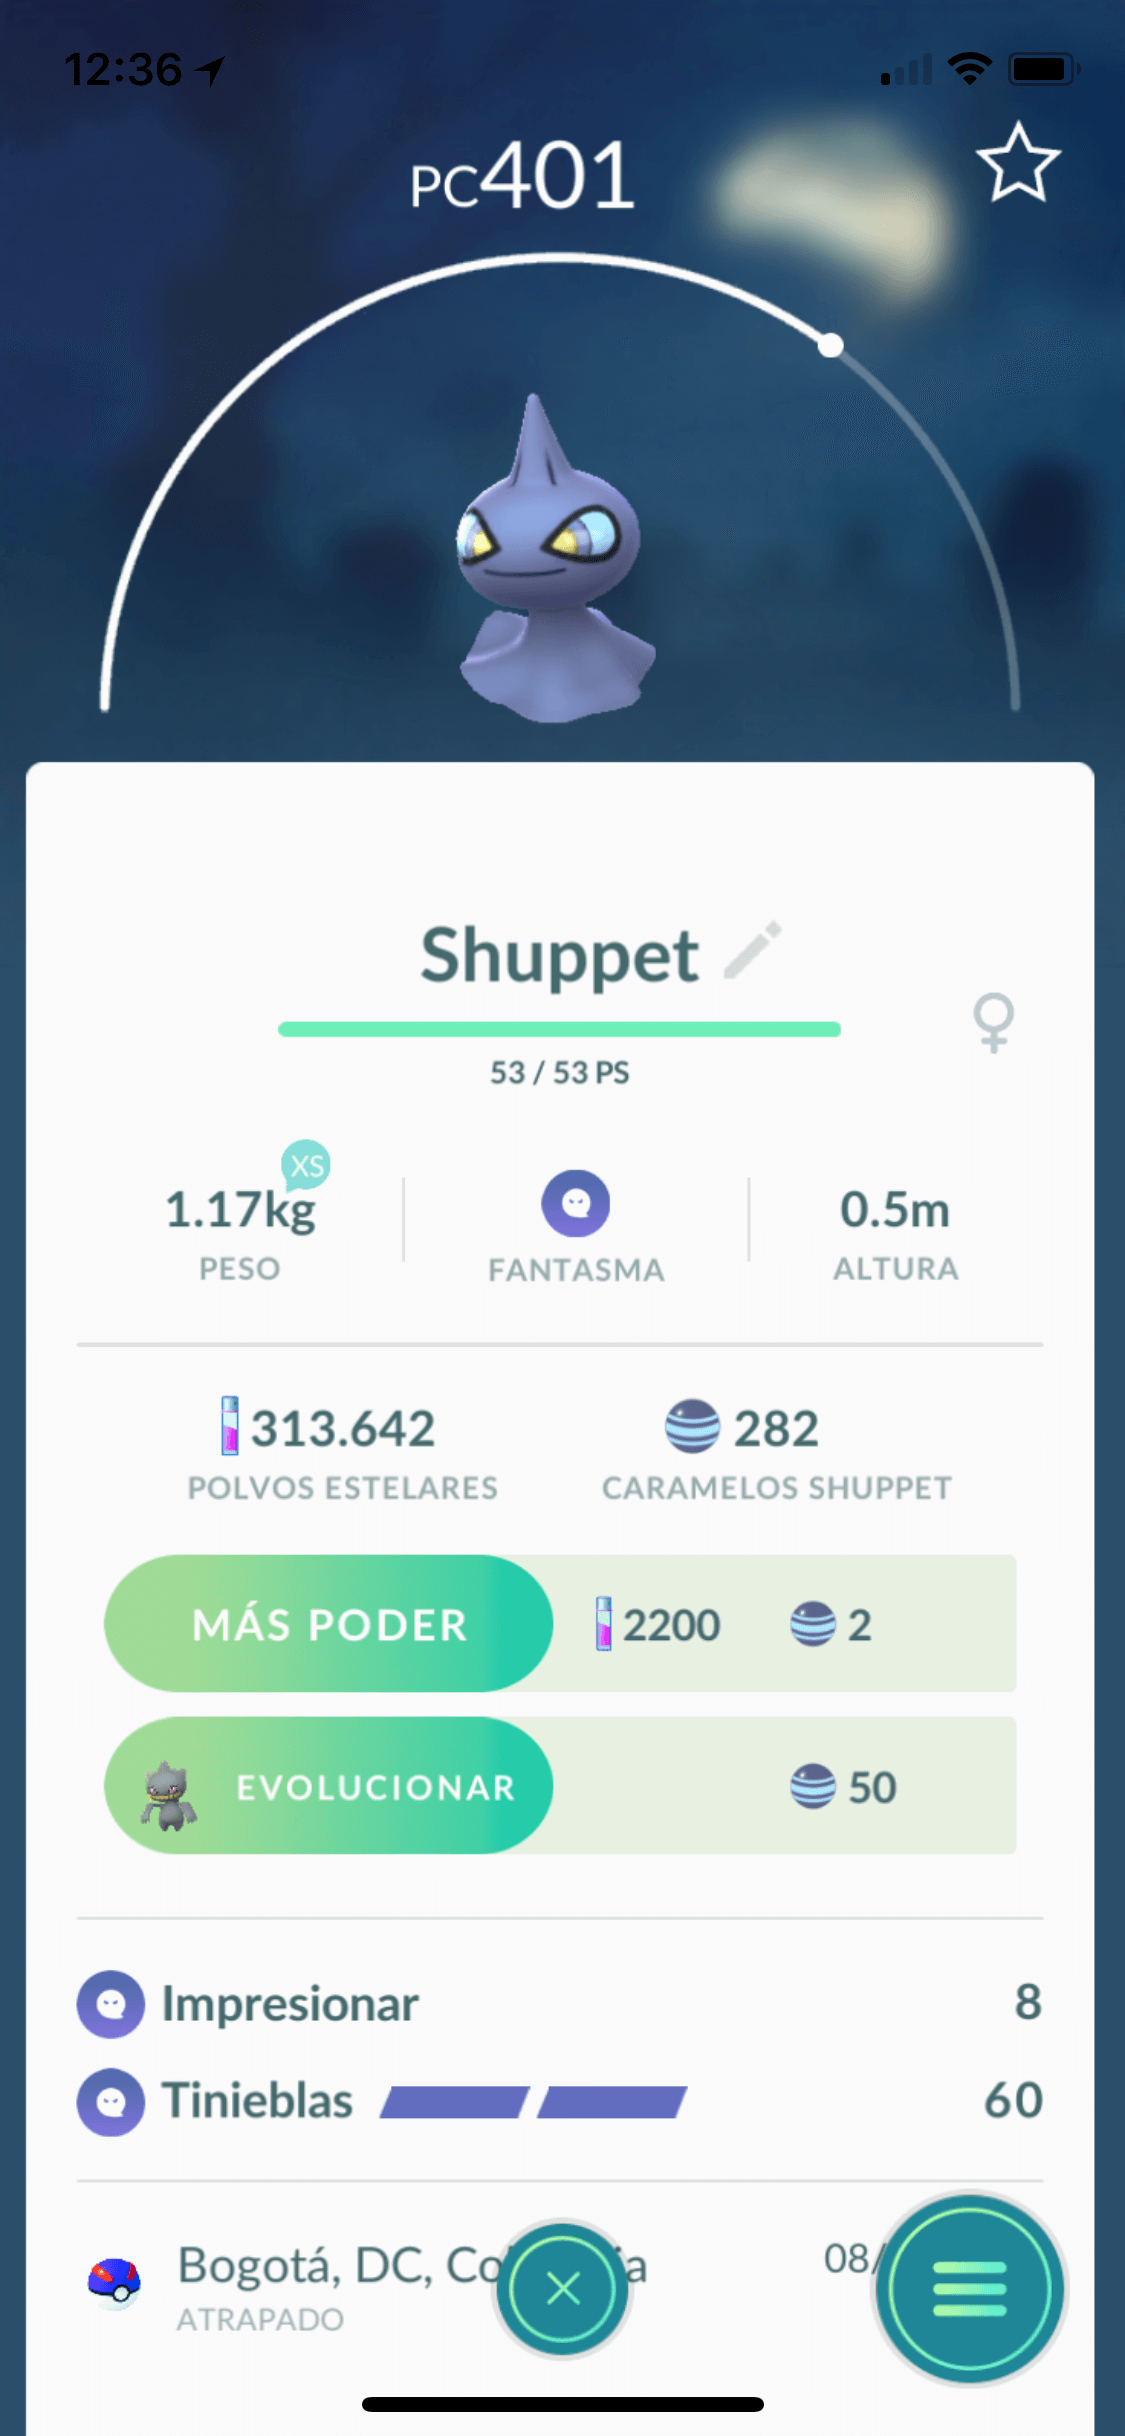 12:36
PC401
Shuppet
53 / 53 PS
XS
1.17kg
PESO
FANTASMA
0.5m
ALTURA
313.642
POLVOS ESTELARES
282
CARAMELOS SHUPPET
MÁS PODER 2200 2
EVOLUCIONAR 50
Impresionar 8
Tinieblas 60
Bogotá, DC, 08/
ATRAPADO